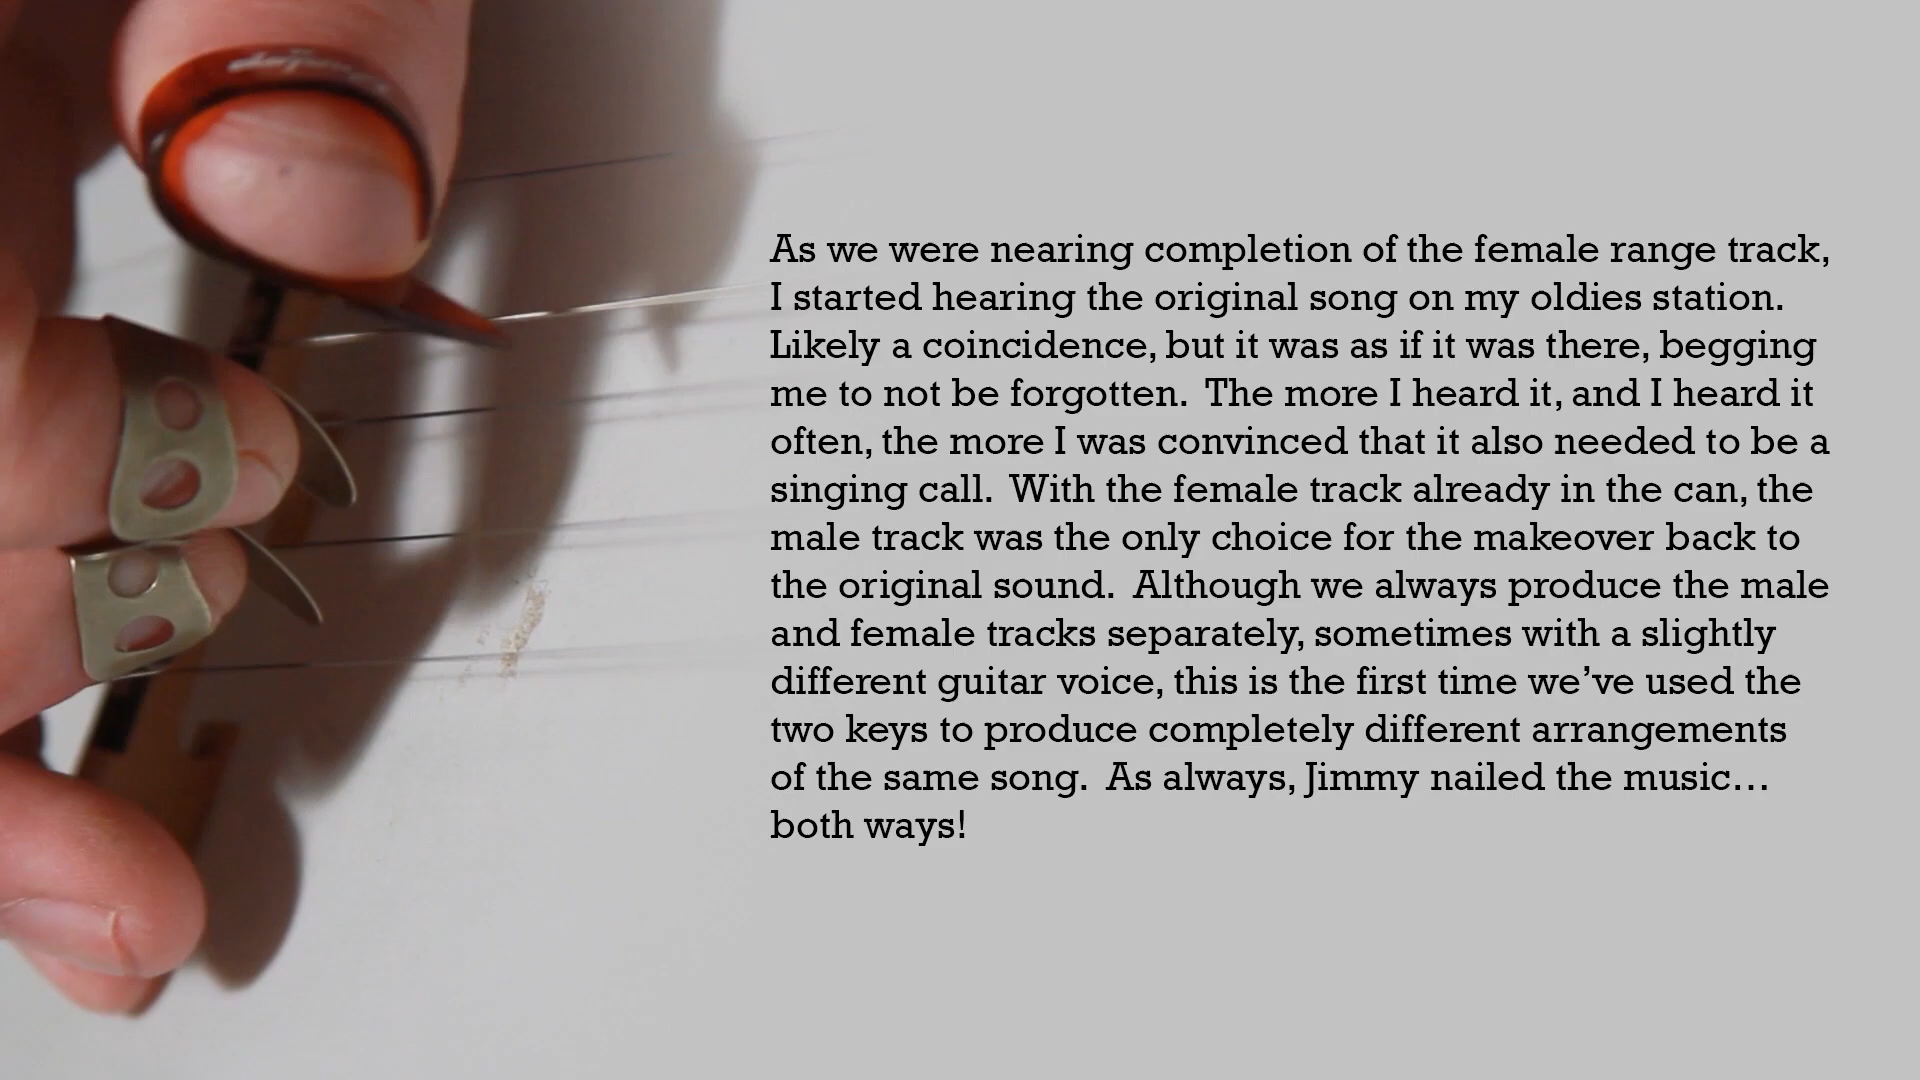 As we were nearing completion of the female range track,
I started hearing the original song on my oldies station.
Likely a coincidence, but it was as if it was there, begging
me to not be forgotten.  The more I heard it, and I heard it
often, the more I was convinced that it also needed to be a
singing call.  With the female track already in the can, the
male track was the only choice for the makeover back to
the original sound.  Although we always produce the male
and female tracks separately, sometimes with a slightly
different guitar voice, this is the first time we’ve used the
two keys to produce completely different arrangements
of the same song.  As always, Jimmy nailed the music…
both ways!